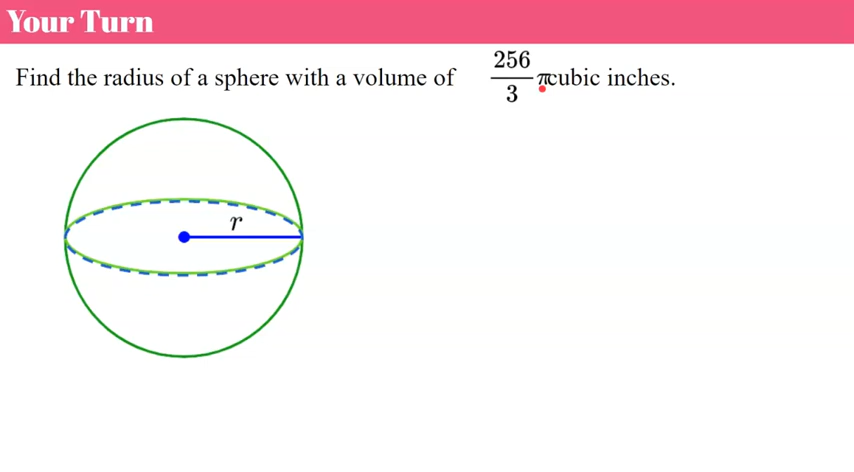 Your Turn
Find the radius of a sphere with a volume of 256/3 π cubic inches.
r